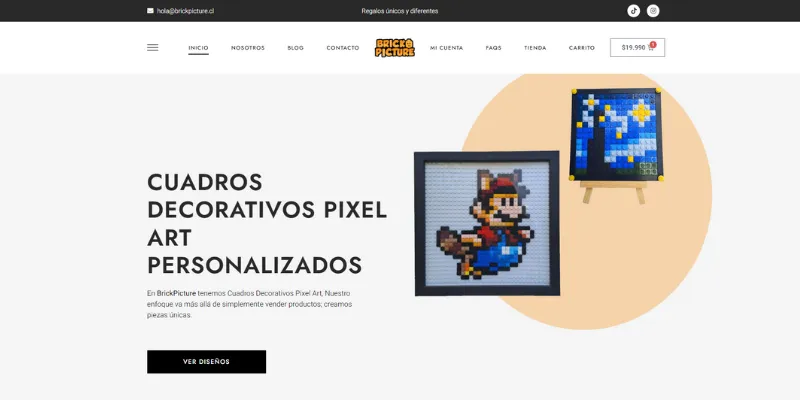 hola@brickpicture.cl
Regalos únicos y diferentes
INICIO NOSOTROS BLOG CONTACTO BRICK PICTURE MI CUENTA FAQS TIENDA CARRITO $19.990 1
CUADROS
DECORATIVOS PIXEL
ART
PERSONALIZADOS
En BrickPicture tenemos Cuadros Decorativos Pixel Art, Nuestro
enfoque va más allá de simplemente vender productos; creamos
piezas únicas.
VER DISEÑOS